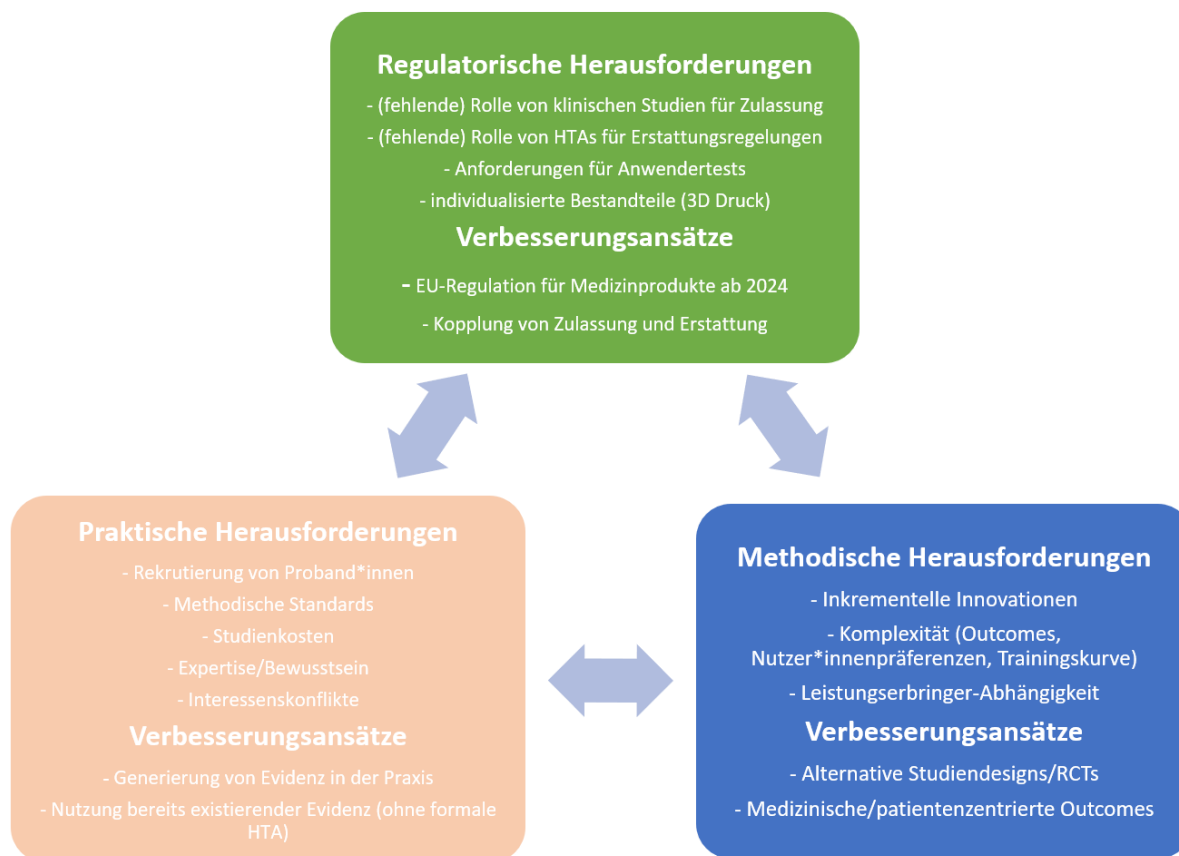 Regulatorische Herausforderungen
- (fehlende) Rolle von klinischen Studien für Zulassung
- (fehlende) Rolle von HTAs für Erstattungsregelungen
- Anforderungen für Anwendertests
- individualisierte Bestandteile (3D Druck)
Verbesserungsansätze
- EU-Regulation für Medizinprodukte ab 2024
- Kopplung von Zulassung und Erstattung
Praktische Herausforderungen
- Rekrutierung von Proband*innen
- Methodische Standards
- Studienkosten
- Expertise/Bewusstsein
- Interessenskonflikte
Verbesserungsansätze
- Generierung von Evidenz in der Praxis
- Nutzung bereits existierender Evidenz (ohne formale
HTA)
Methodische Herausforderungen
- Inkrementelle Innovationen
- Komplexität (Outcomes,
Nutzer*innenpräferenzen, Trainingskurve)
- Leistungserbringer-Abhängigkeit
Verbesserungsansätze
- Alternative Studiendesigns/RCTs
- Medizinische/patientenzentrierte Outcomes